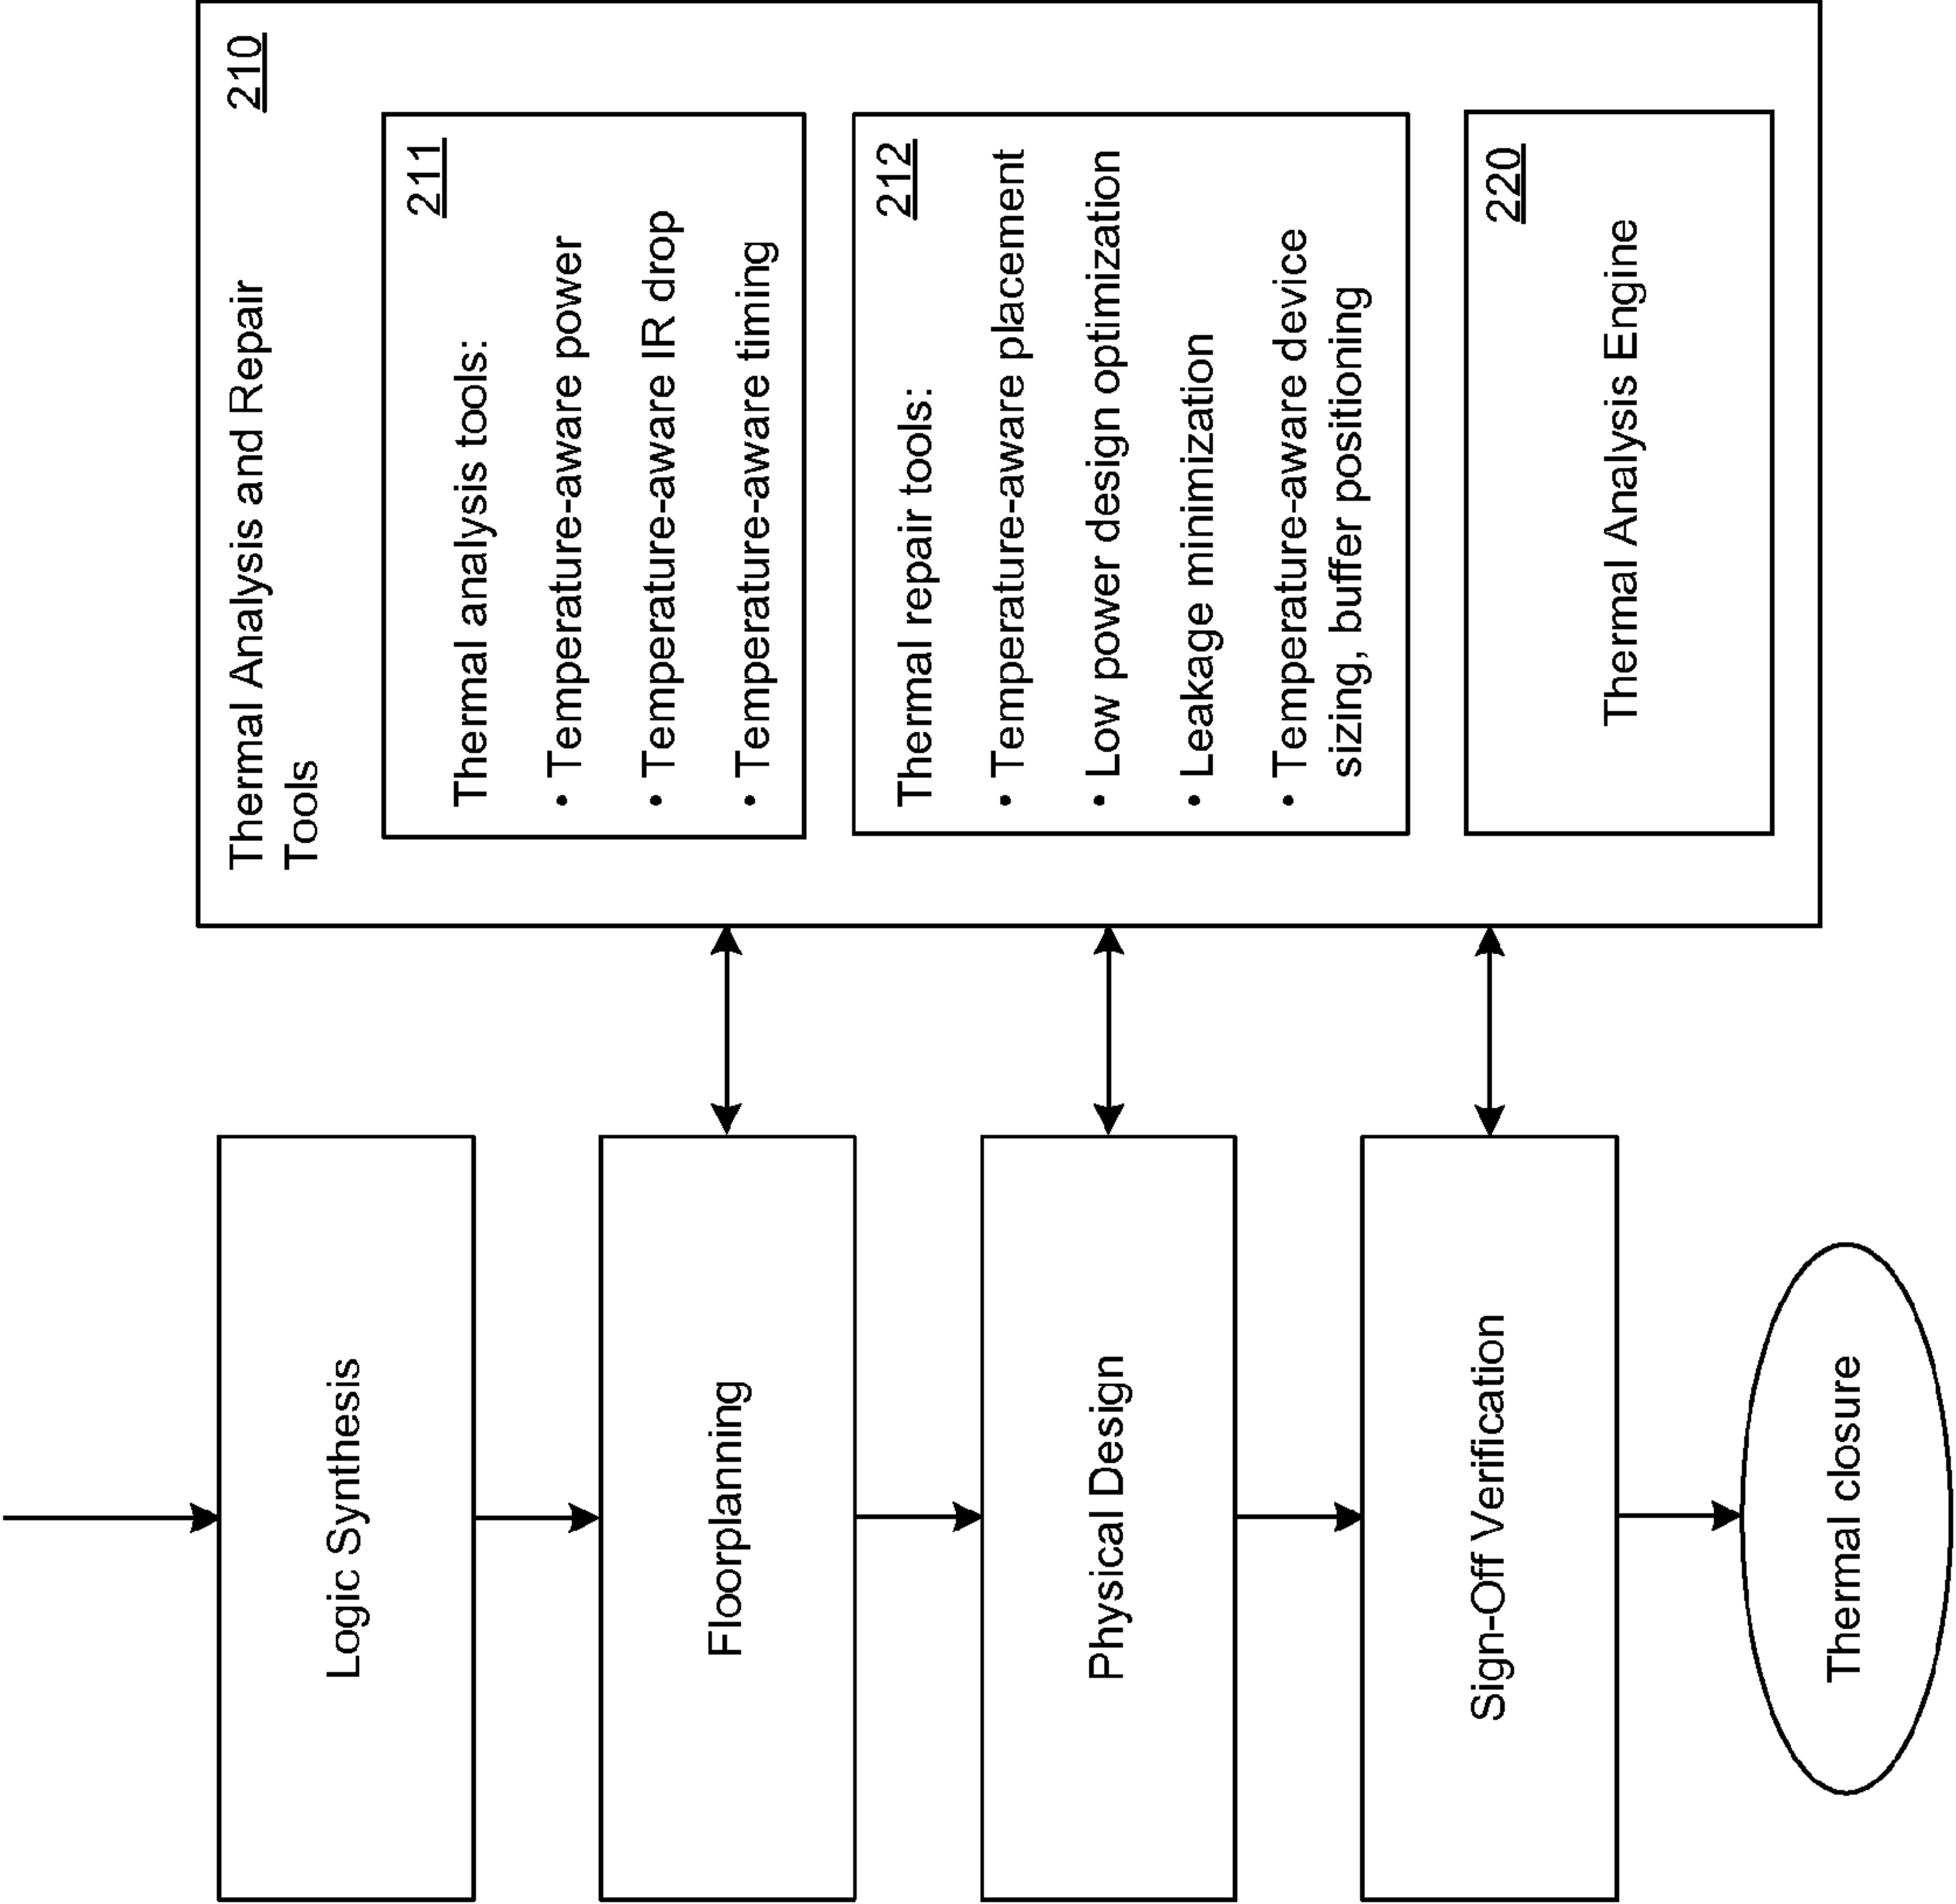 Logic Synthesis
Floorplanning
Physical Design
Sign-Off Verification
Thermal closure
Thermal Analysis and Repair
Tools
210
211
Thermal analysis tools:
• Temperature-aware power
• Temperature-aware IR drop
• Temperature-aware timing
212
Thermal repair tools:
• Temperature-aware placement
• Low power design optimization
• Leakage minimization
• Temperature-aware device
sizing, buffer positioning
220
Thermal Analysis Engine